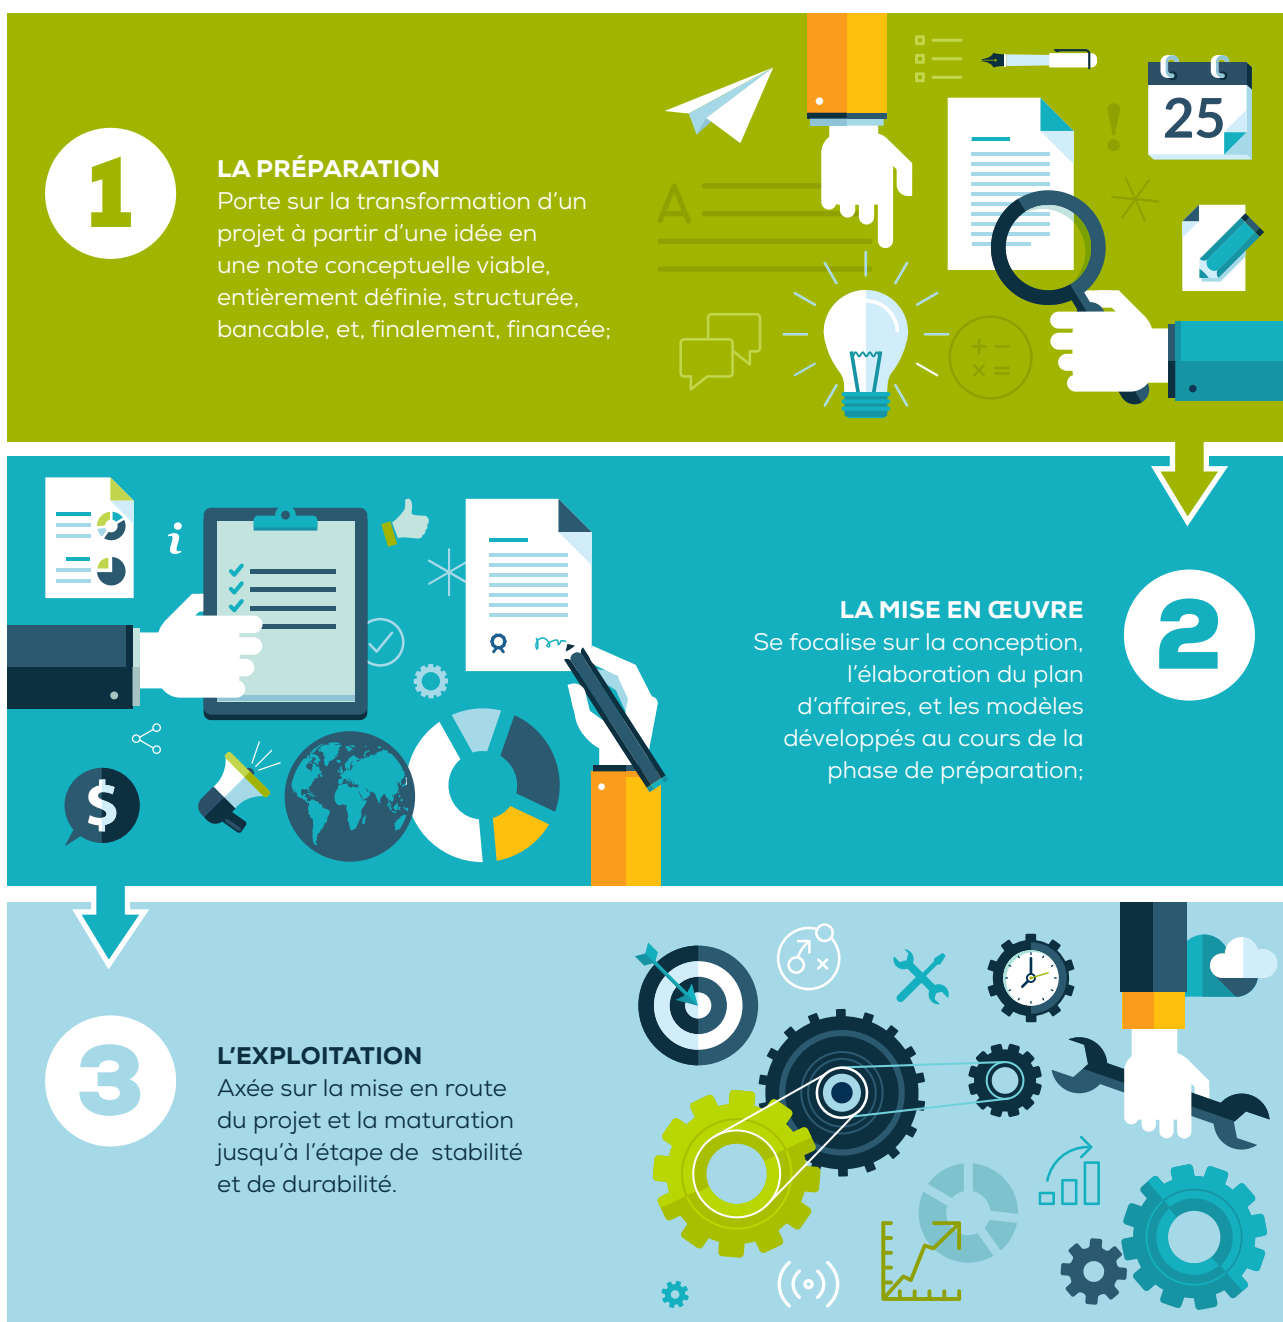 1
LA PRÉPARATION
Porte sur la transformation d’un
projet à partir d’une idée en
une note conceptuelle viable,
entièrement définie, structurée,
bancable, et, finalement, financée;
25
A
!
i
$
2
LA MISE EN ŒUVRE
Se focalise sur la conception,
l’élaboration du plan
d’affaires, et les modèles
développés au cours de la
phase de préparation;
3
L’EXPLOITATION
Axée sur la mise en route
du projet et la maturation
jusqu’à l’étape de stabilité
et de durabilité.